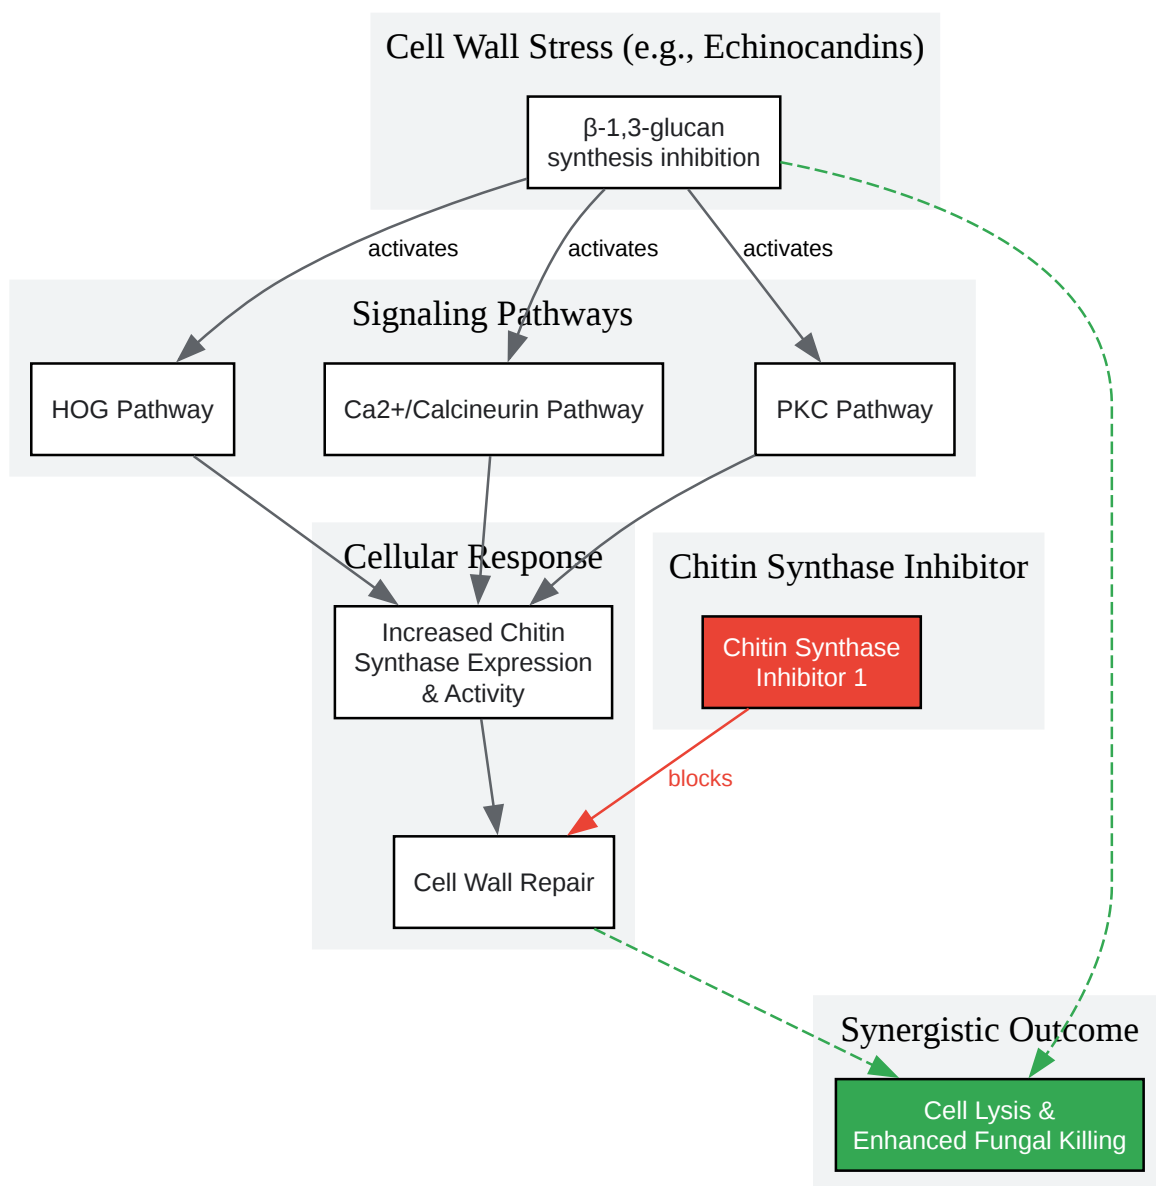 Cell Wall Stress (e.g., Echinocandins)
β-1,3-glucan
synthesis inhibition
activates
activates
activates
Signaling Pathways
HOG Pathway
Ca2+/Calcineurin Pathway
PKC Pathway
Cellular Response
Chitin Synthase Inhibitor
Increased Chitin
Synthase Expression
& Activity
Chitin Synthase
Inhibitor 1
blocks
Cell Wall Repair
Synergistic Outcome
Cell Lysis &
Enhanced Fungal Killing